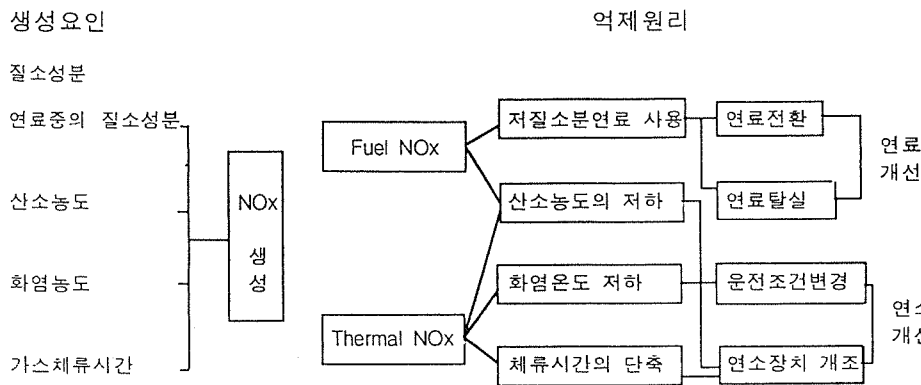 생성요인
억제원리
질소성분
연료중의 질소성분
산소농도
화염농도
가스체류시간
NOx
생
성
Fuel NOx
Thermal NOx
저질소분연료 사용
산소농도의 저하
화염온도 저하
체류시간의 단축
연료전환
연료탈실
운전조건변경
연소장치 개조
연료
개선
연소
개선